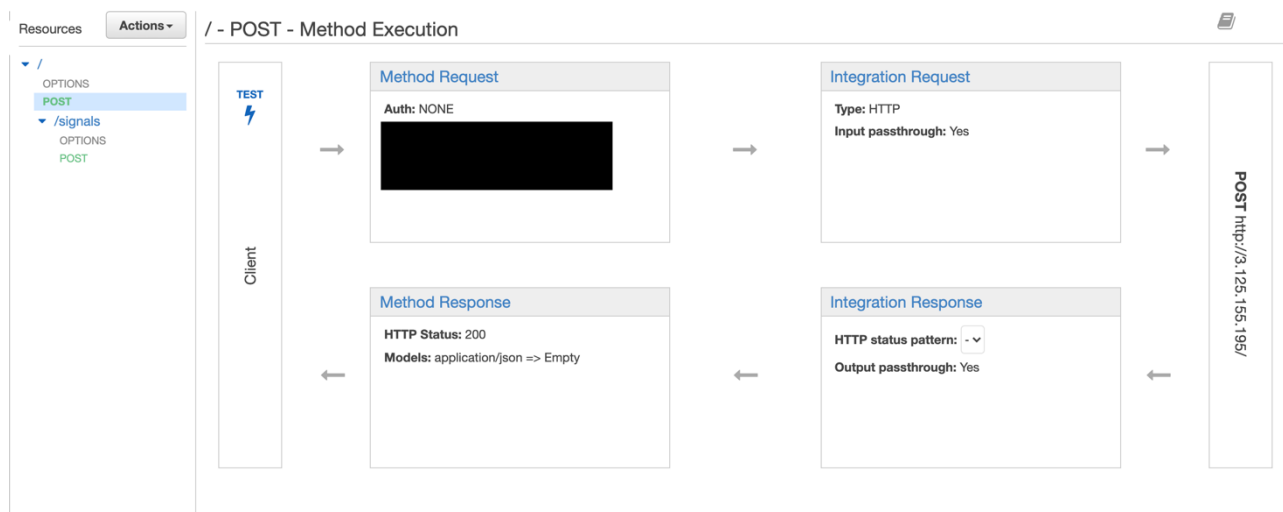 Resources
Actions
/ - POST - Method Execution
/
OPTIONS
POST
/signals
OPTIONS
POST
TEST
Client
Method Request
Auth: NONE
Integration Request
Type: HTTP
Input passthrough: Yes
POST http://3.125.155.195/
Method Response
HTTP Status: 200
Models: application/json => Empty
Integration Response
HTTP status pattern: -
Output passthrough: Yes